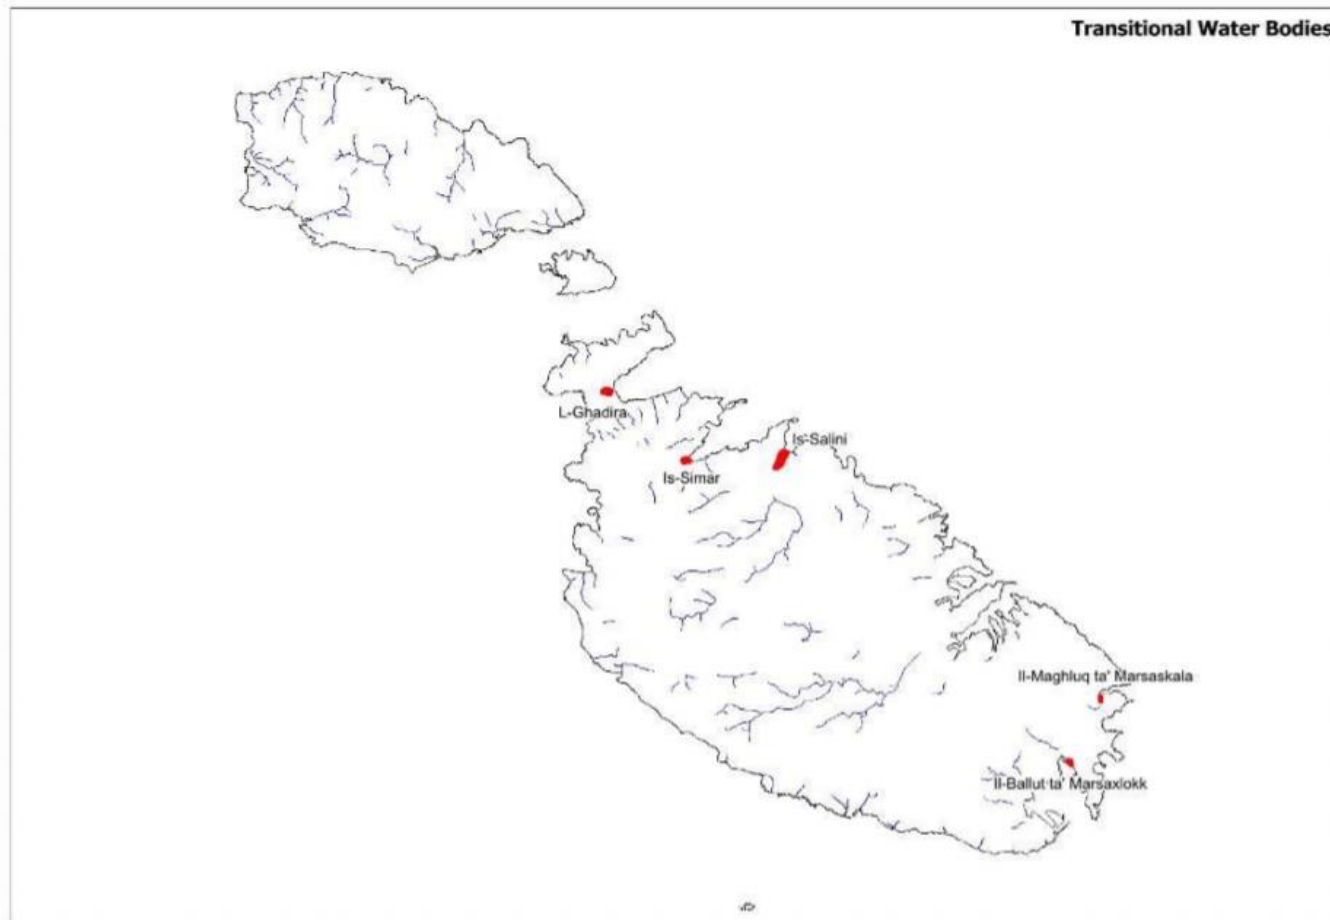 Transitional Water Bodies
L-Ghadira
Is-Salini
Is-Simar
Il-Maghluq ta' Marsaskala
Il-Ballut ta' Marsaxlokk